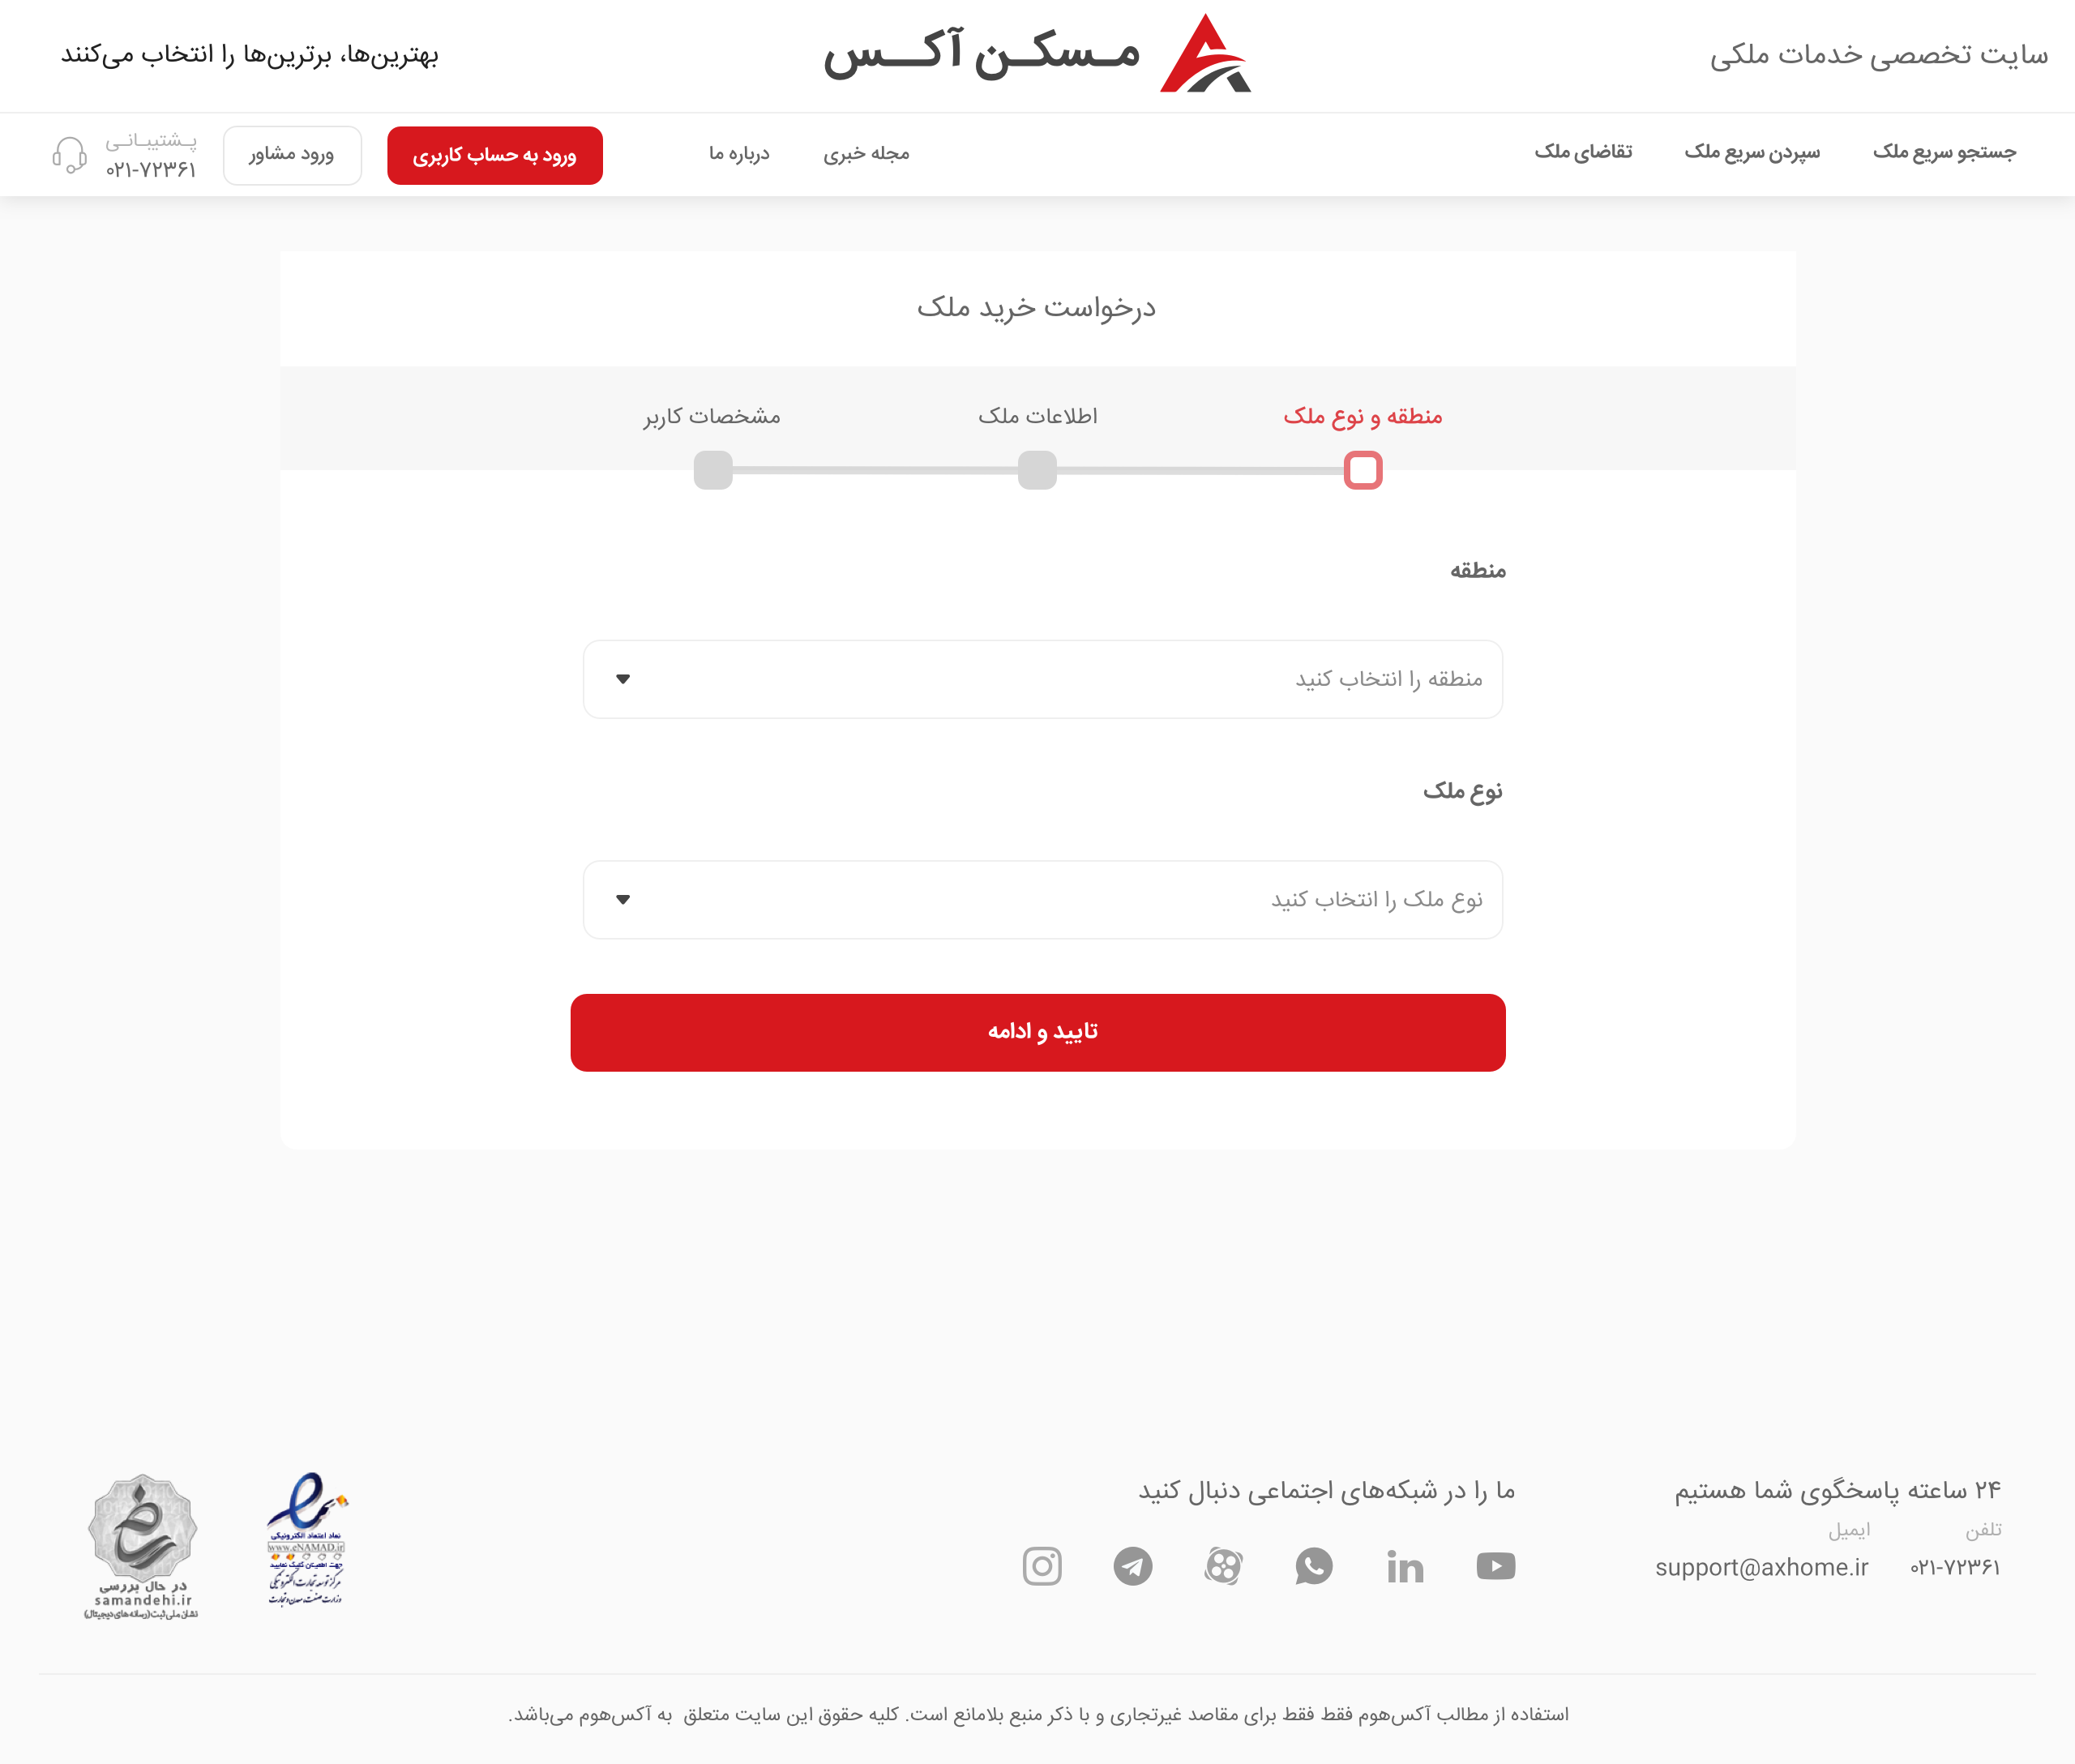 سایت تخصصی خدمات ملکی
مـسکـن آکـــس
بهترین‌ها، برترین‌ها را انتخاب می‌کنند
جستجو سریع ملک
سپردن سریع ملک
تقاضای ملک
مجله خبری
درباره ما
ورود به حساب کاربری
ورود مشاور
پـشتیبـانـی
۰۲۱-۷۲۳۶۱
درخواست خرید ملک
منطقه و نوع ملک
اطلاعات ملک
مشخصات کاربر
منطقه
منطقه را انتخاب کنید
نوع ملک
نوع ملک را انتخاب کنید
تایید و ادامه
۲۴ ساعته پاسخگوی شما هستیم
تلفن
ایمیل
۰۲۱-۷۲۳۶۱
support@axhome.ir
ما را در شبکه‌های اجتماعی دنبال کنید
نماد اعتماد الکترونیکی
www.eNAMAD.ir
جهت اطمینان کلیک نمایید
مرکز توسعه تجارت الکترونیکی
وزارت صنعت، معدن و تجارت
در حال بررسی
samandehi.ir
نشان ملی ثبت(رسانه‌های دیجیتال)
استفاده از مطالب آکس‌هوم فقط فقط برای مقاصد غیرتجاری و با ذکر منبع بلامانع است. کلیه حقوق این سایت متعلق به آکس‌هوم می‌باشد.